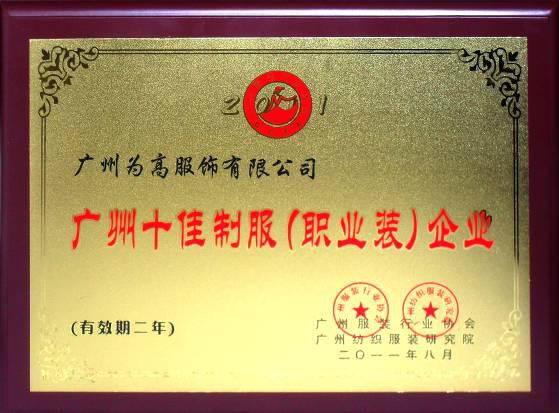 2011
广州为高服饰有限公司
广州十佳制服(职业装)企业
(有效期二年)
广州服装行业协会
广州纺织服装研究院
二〇一一年八月